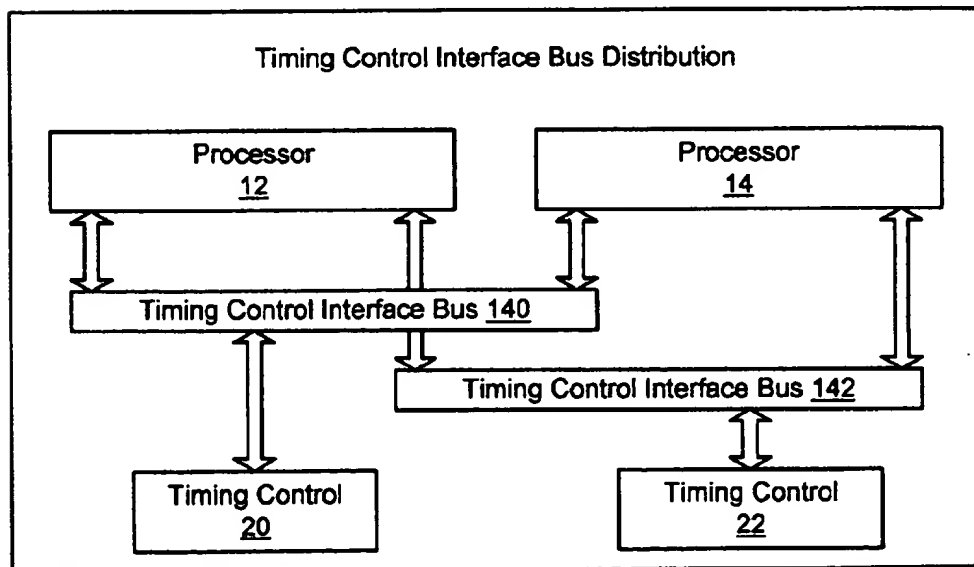 Timing Control Interface Bus Distribution
Processor
12
Processor
14
Timing Control Interface Bus 140
Timing Control Interface Bus 142
Timing Control
20
Timing Control
22